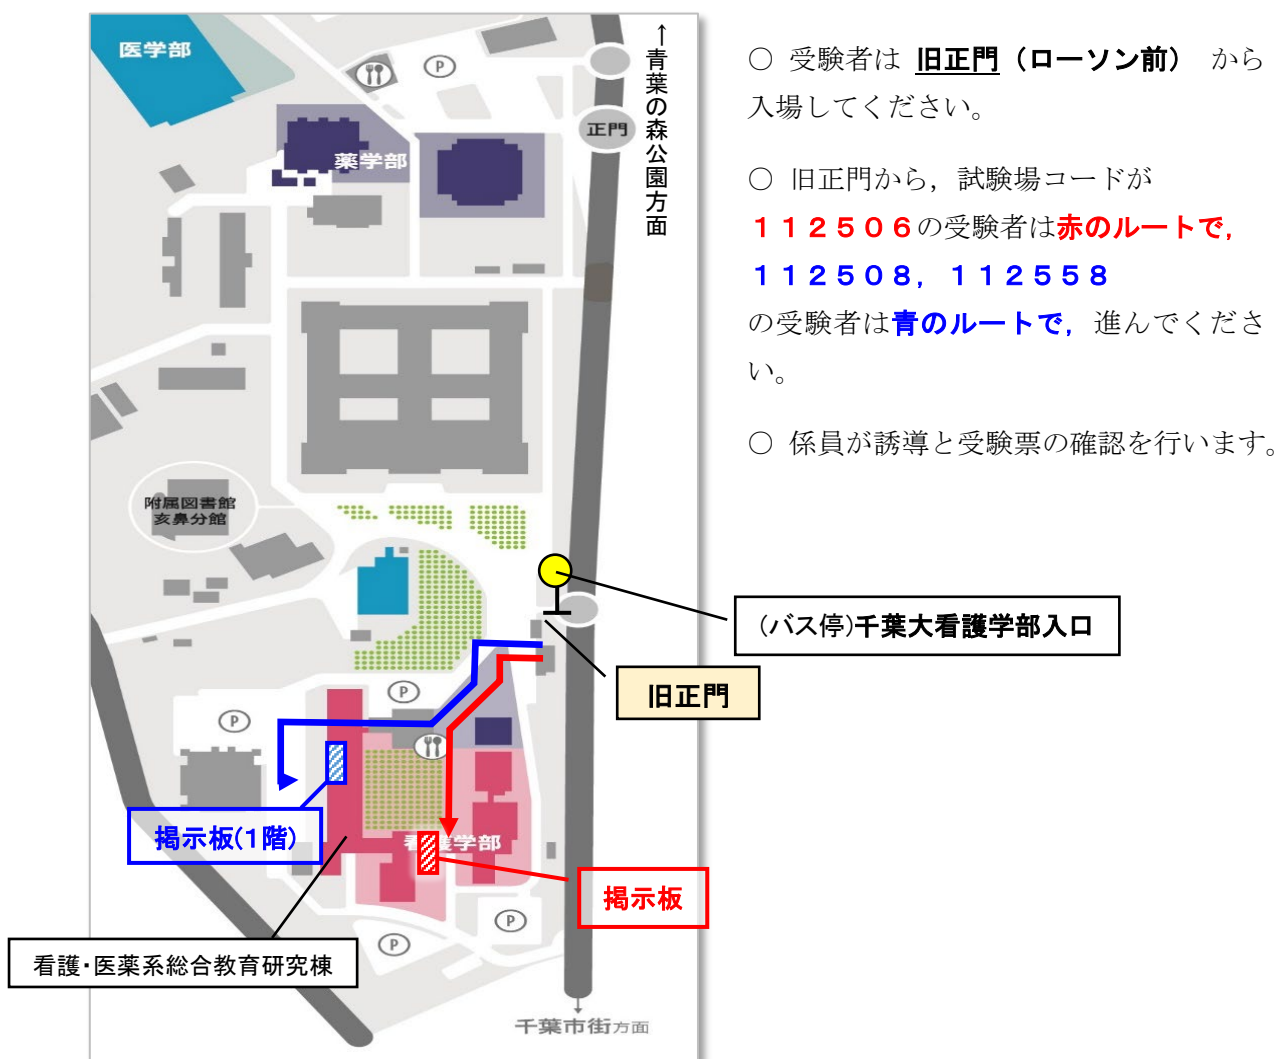 医学部
P
↑青葉の森公園方面
正門
薬学部
附属図書館
亥鼻分館
P
P
看護学部
P
P
千葉市街方面
(バス停)千葉大看護学部入口
旧正門
掲示板(1階)
掲示板
看護・医薬系総合教育研究棟
○ 受験者は 旧正門（ローソン前） から
入場してください。
○ 旧正門から，試験場コードが
１１２５０６の受験者は赤のルートで，
１１２５０８，１１２５５８
の受験者は青のルートで，進んでくださ
い。
○ 係員が誘導と受験票の確認を行います。